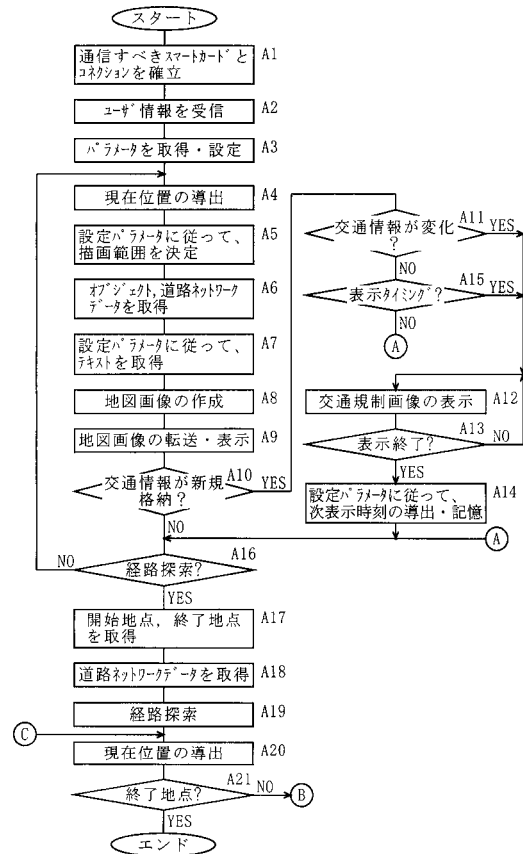 スタート
通信すべきスマートカードと
コネクションを確立
A1
ユーザ情報を受信
A2
パラメータを取得・設定
A3
現在位置の導出
A4
設定パラメータに従って、
描画範囲を決定
A5
オブジェクト,道路ネットワーク
データを取得
A6
設定パラメータに従って、
テキストを取得
A7
地図画像の作成
A8
地図画像の転送・表示
A9
交通情報が新規
格納?
A10
YES
NO
交通情報が変化
?
A11
YES
NO
表示タイミング?
A15
YES
NO
A
交通規制画像の表示
A12
表示終了?
A13
NO
YES
設定パラメータに従って、
次表示時刻の導出・記憶
A14
A
経路探索?
A16
NO
YES
開始地点,終了地点
を取得
A17
道路ネットワークデータを取得
A18
経路探索
A19
C
現在位置の導出
A20
終了地点?
A21
NO
B
YES
エンド